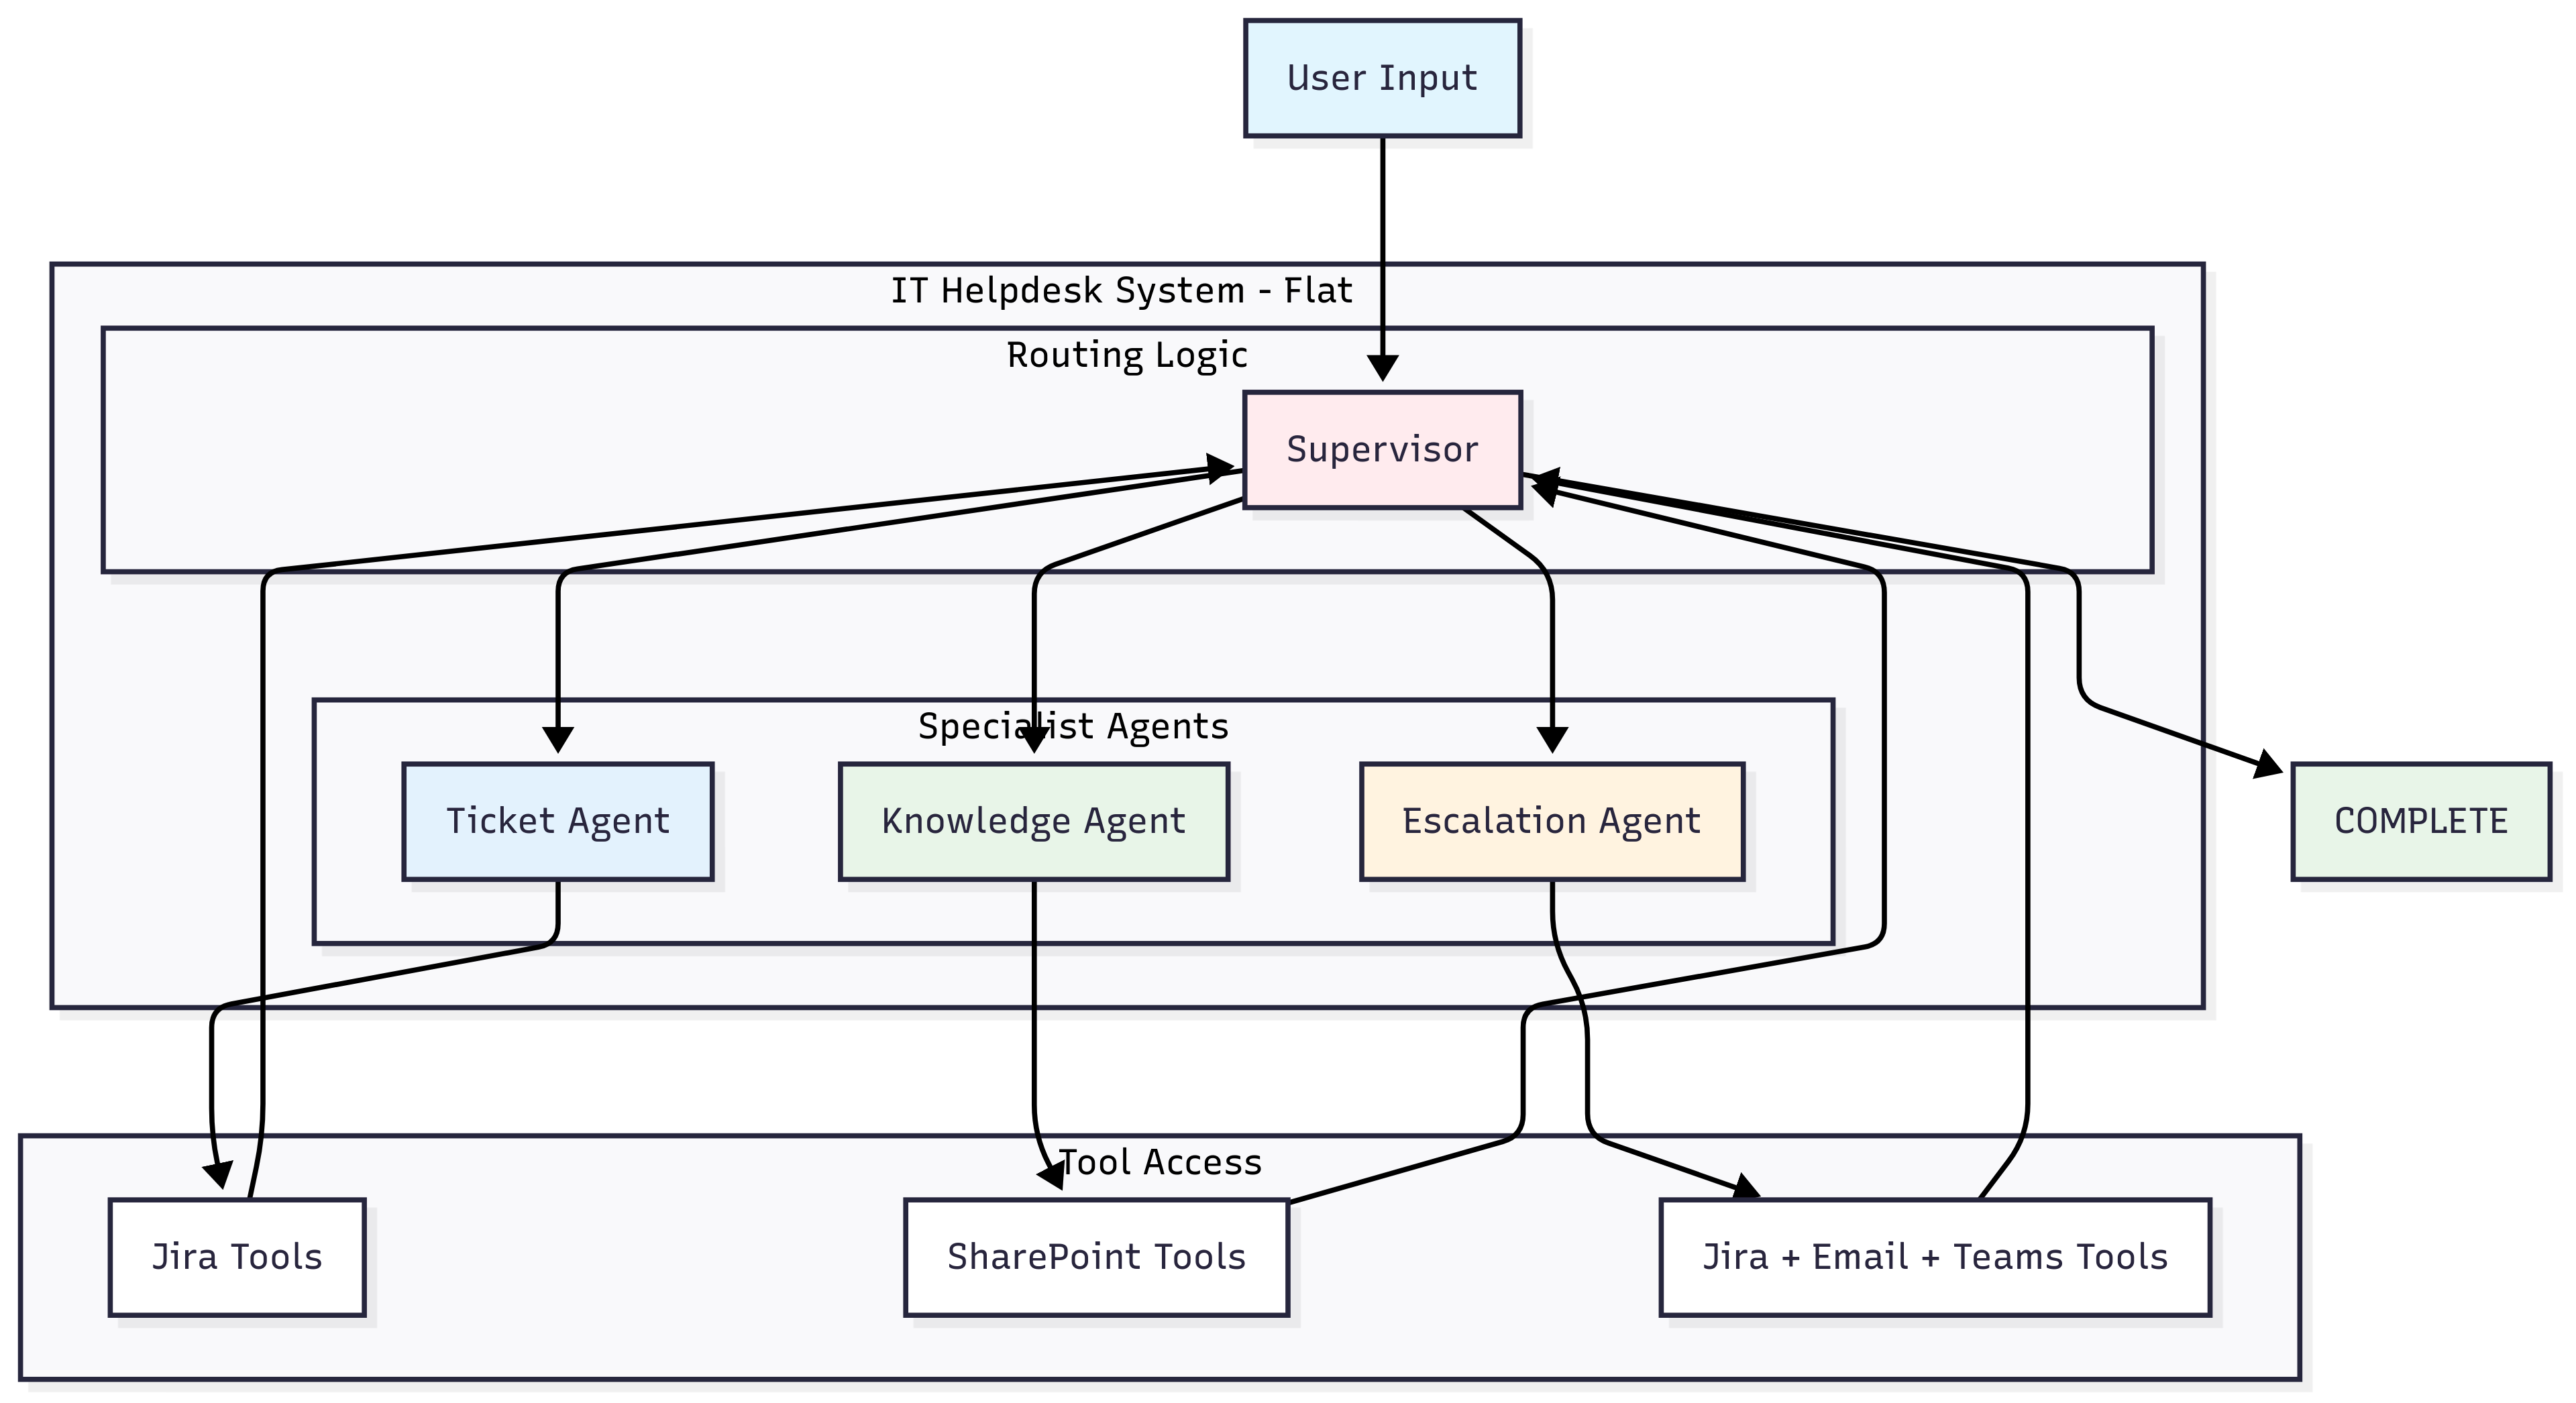 User Input
IT Helpdesk System - Flat
Routing Logic
Supervisor
Specialist Agents
Ticket Agent
Knowledge Agent
Escalation Agent
COMPLETE
Tool Access
Jira Tools
SharePoint Tools
Jira + Email + Teams Tools